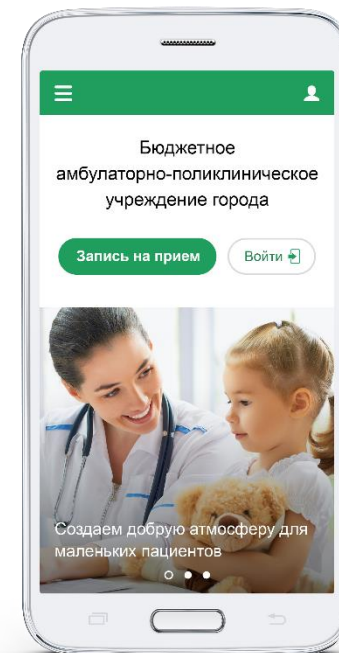 Бюджетное
амбулаторно-поликлиническое
учреждение города
Запись на прием
Войти
Создаем добрую атмосферу для
маленьких пациентов